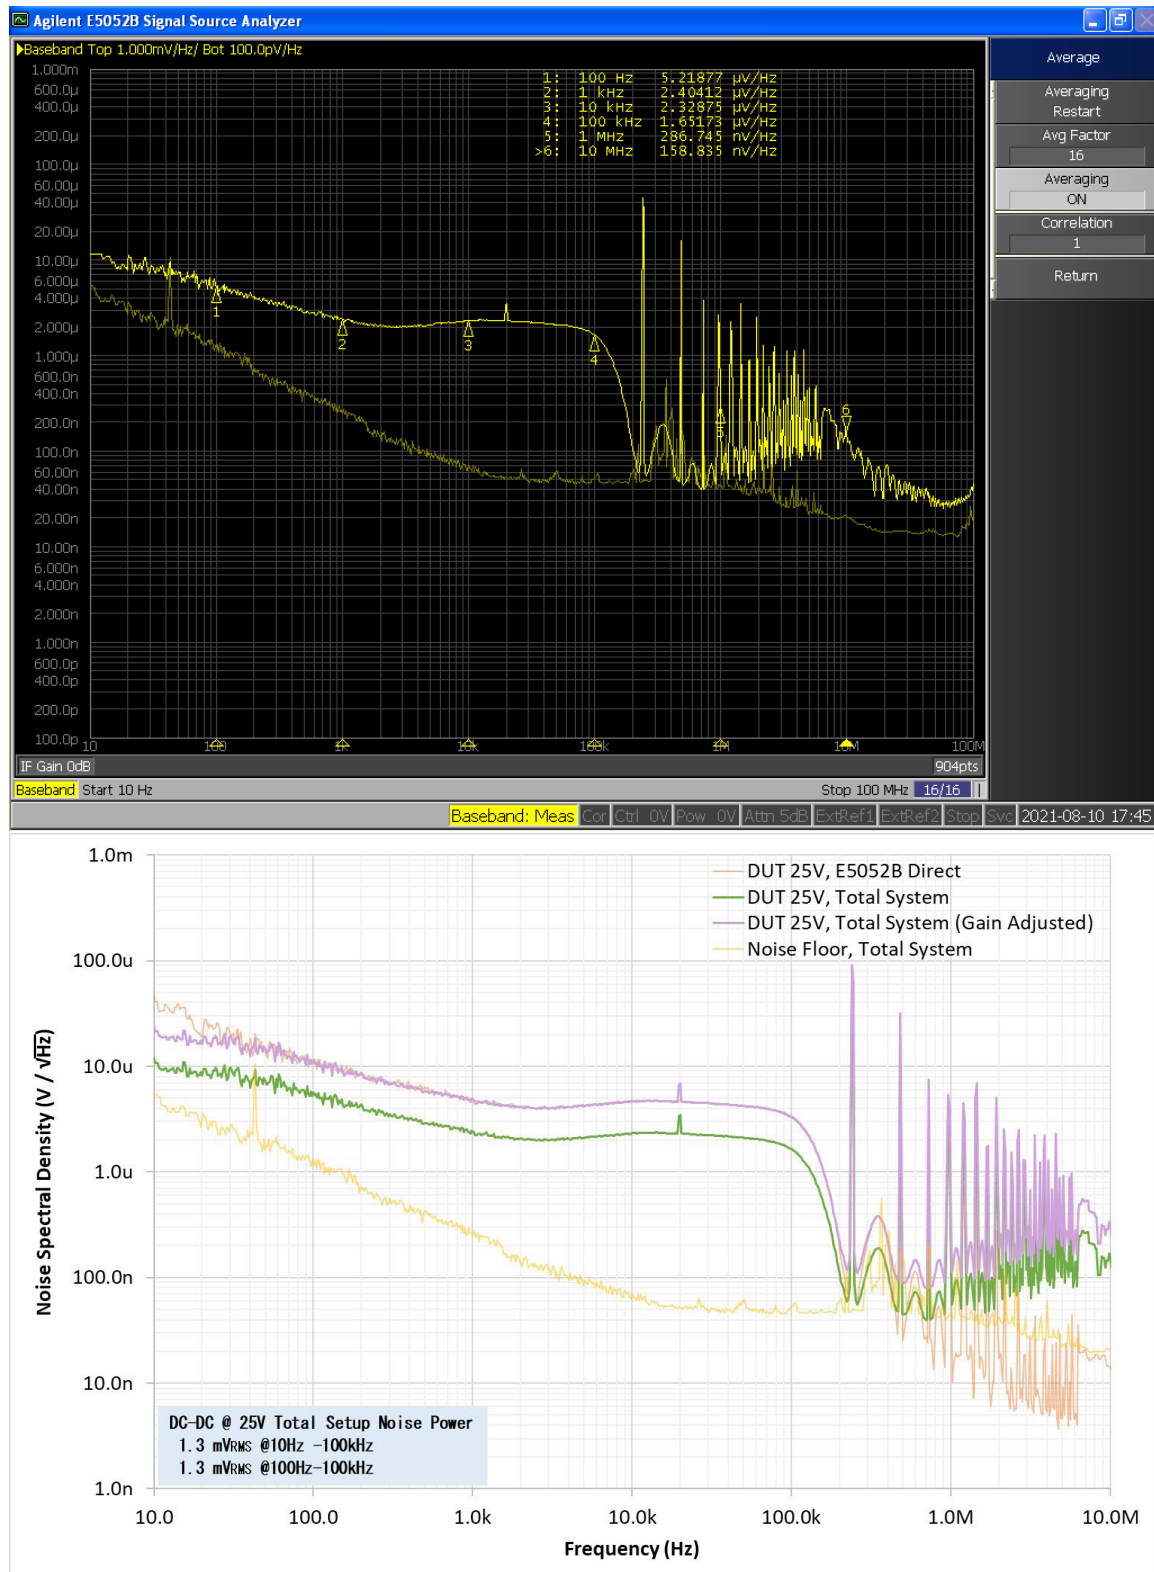 Agilent E5052B Signal Source Analyzer
Baseband Top 1.000mV/Hz/ Bot 100.0pV/Hz
1: 100 Hz 5.21877 µV/Hz
2: 1 kHz 2.40412 µV/Hz
3: 10 kHz 2.32875 µV/Hz
4: 100 kHz 1.65173 µV/Hz
5: 1 MHz 286.745 nV/Hz
>6: 10 MHz 158.835 nV/Hz
1.000m
600.0µ
400.0µ
200.0µ
100.0µ
60.00µ
40.00µ
20.00µ
10.00µ
6.000µ
4.000µ
2.000µ
1.000µ
600.0n
400.0n
200.0n
100.0n
60.00n
40.00n
20.00n
10.00n
6.000n
4.000n
2.000n
1.000n
600.0p
400.0p
200.0p
100.0p
1
2
3
4
5
6
10 100 1k 10k 100k 1M 10M 100M
Average
Averaging
Restart
Avg Factor
16
Averaging
ON
Correlation
1
Return
IF Gain 0dB 904pts
Baseband Start 10 Hz Stop 100 MHz 16/16
Baseband: Meas Cor Ctrl 0V Pow 0V Attn 5dB ExtRef1 ExtRef2 Stop Svc 2021-08-10 17:45
DUT 25V, E5052B Direct
DUT 25V, Total System
DUT 25V, Total System (Gain Adjusted)
Noise Floor, Total System
Noise Spectral Density (V / √Hz)
1.0m
100.0u
10.0u
1.0u
100.0n
10.0n
1.0n
DC-DC @ 25V Total Setup Noise Power
1.3 mVRMS @10Hz -100kHz
1.3 mVRMS @100Hz-100kHz
10.0 100.0 1.0k 10.0k 100.0k 1.0M 10.0M
Frequency (Hz)